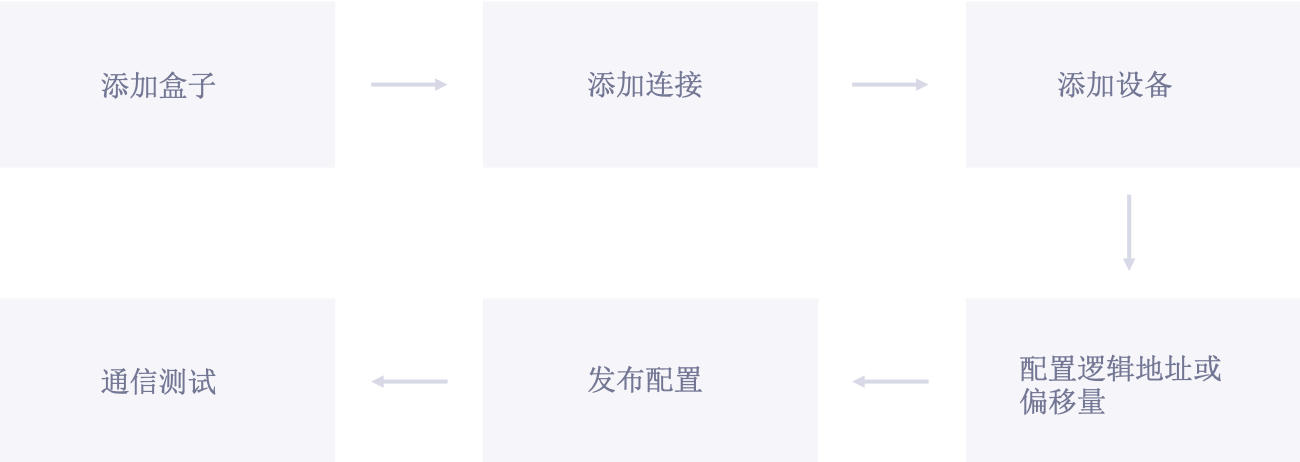 添加盒子
添加连接
添加设备
配置逻辑地址或
偏移量
发布配置
通信测试